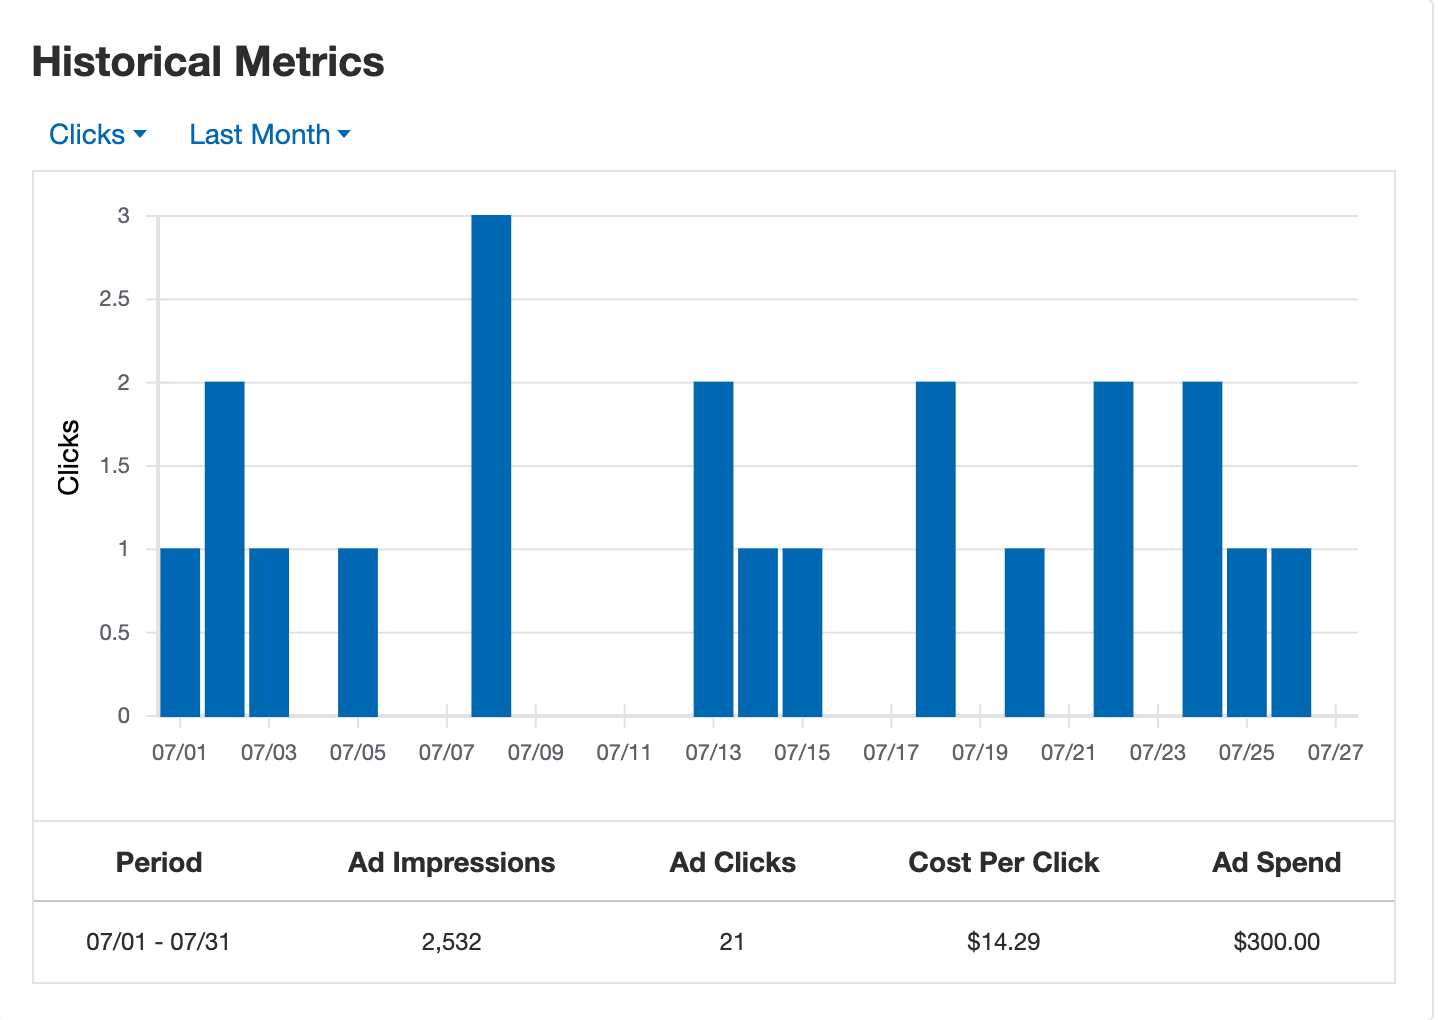 Historical Metrics
Clicks Last Month
3
2.5
2
1.5
1
0.5
0
Clicks
07/01 07/03 07/05 07/07 07/09 07/11 07/13 07/15 07/17 07/19 07/21 07/23 07/25 07/27
Period Ad Impressions Ad Clicks Cost Per Click Ad Spend
07/01 - 07/31 2,532 21 $14.29 $300.00